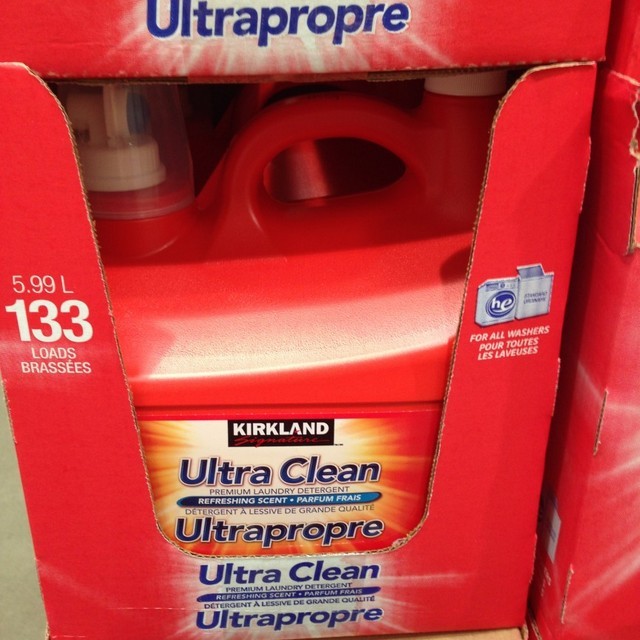 Ultrapropre
5.99 L
133
LOADS
BRASSÉES
he
FOR ALL WASHERS
POUR TOUTES
LES LAVEUSES
KIRKLAND
Signature
Ultra Clean
PREMIUM LAUNDRY DETERGENT
REFRESHING SCENT • PARFUM FRAIS
DÉTERGENT À LESSIVE DE GRANDE QUALITÉ
Ultrapropre
Ultra Clean
PREMIUM LAUNDRY DETERGENT
REFRESHING SCENT • PARFUM FRAIS
DÉTERGENT À LESSIVE DE GRANDE QUALITÉ
Ultrapropre